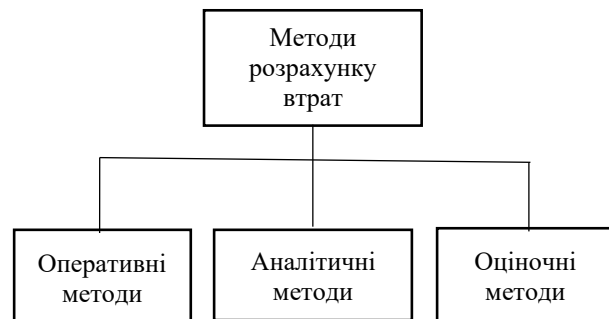 Методи
розрахунку
втрат
Оперативні
методи
Аналітичні
методи
Оціночні
методи